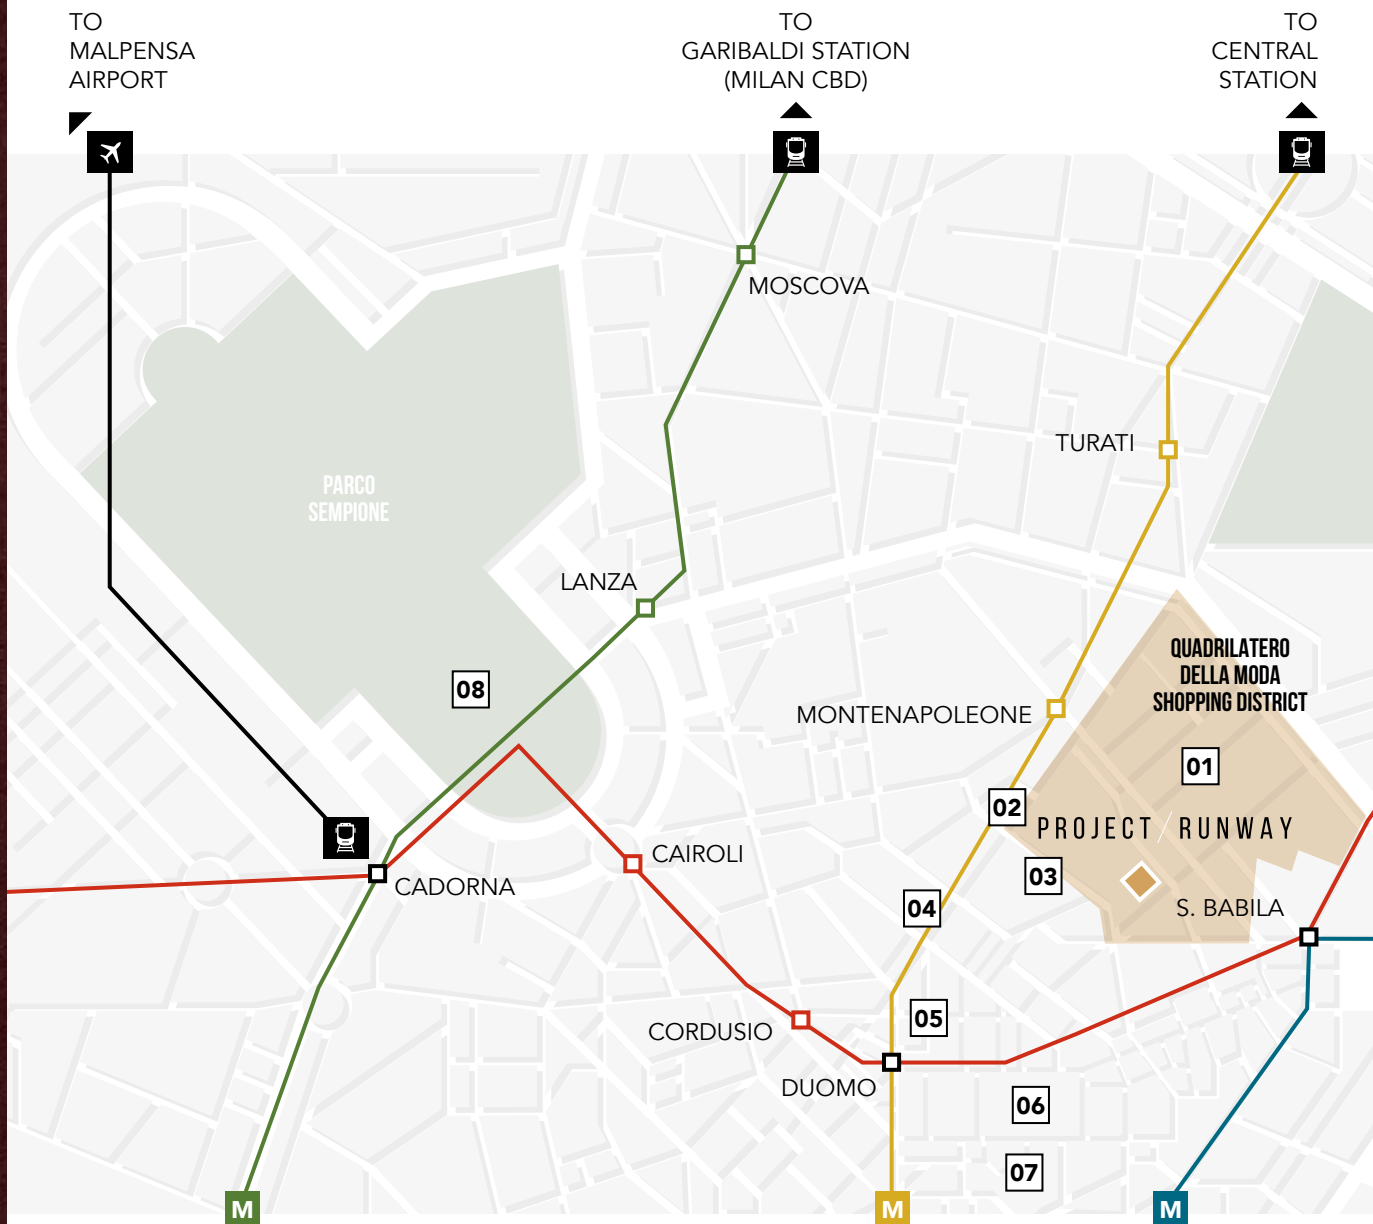 TO
MALPENSA
AIRPORT
TO
GARIBALDI STATION
(MILAN CBD)
TO
CENTRAL
STATION
MOSCOVA
TURATI
PARCO
SEMPIONE
LANZA
QUADRILATERO
DELLA MODA
SHOPPING DISTRICT
08
MONTENAPOLEONE
01
02
PROJECT / RUNWAY
CAIROLI
03
CADORNA
04
S. BABILA
05
CORDUSIO
DUOMO
06
07
M
M
M